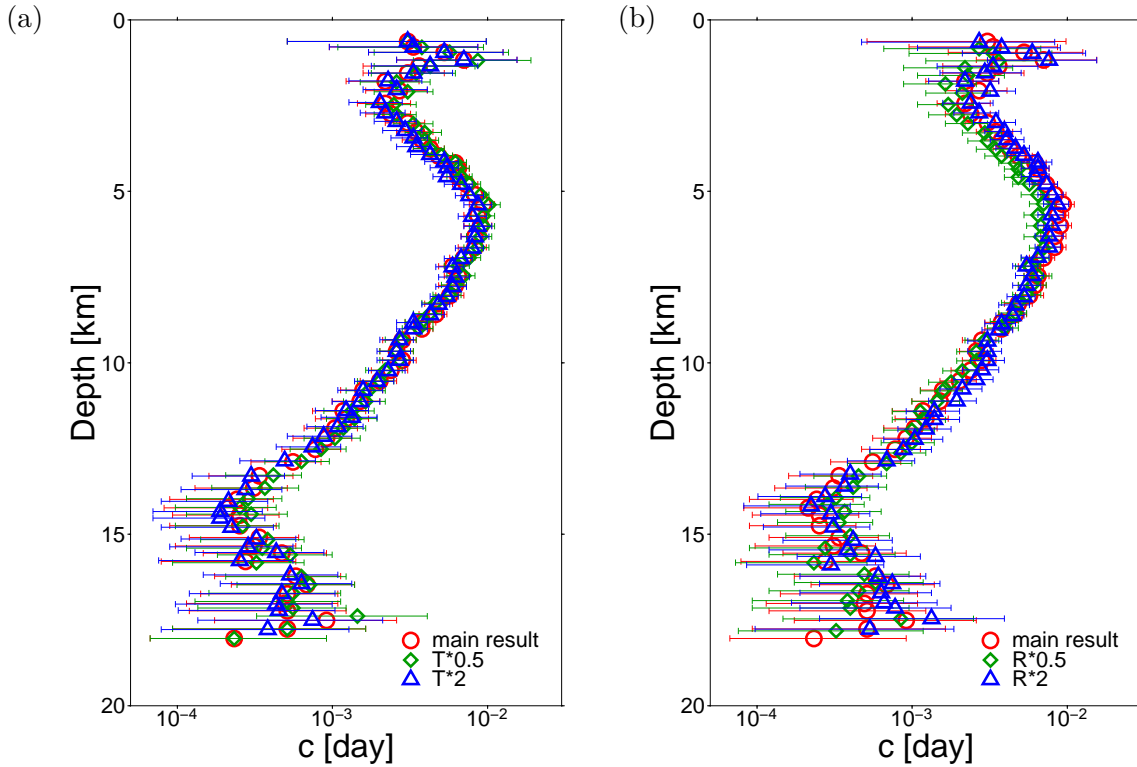 (a)
(b)
0
5
10
15
20
Depth [km]
main result
T*0.5
T*2
10−4
10−3
10−2
c [day]
0
5
10
15
20
Depth [km]
main result
R*0.5
R*2
10−4
10−3
10−2
c [day]